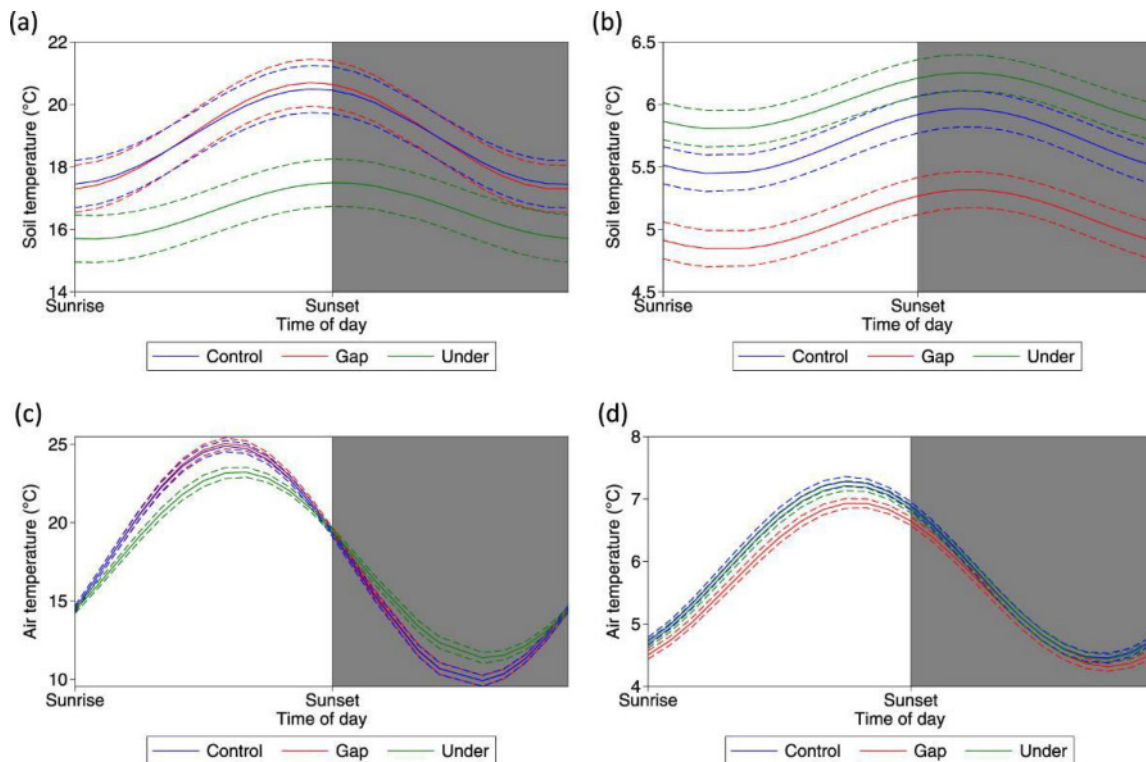 (a)
22
20
18
16
14
Soil temperature (°C)
Sunrise
Sunset
Time of day
Control
Gap
Under
(b)
6.5
6
5.5
5
4.5
Soil temperature (°C)
Sunrise
Sunset
Time of day
Control
Gap
Under
(c)
25
20
15
10
Air temperature (°C)
Sunrise
Sunset
Time of day
Control
Gap
Under
(d)
8
7
6
5
4
Air temperature (°C)
Sunrise
Sunset
Time of day
Control
Gap
Under